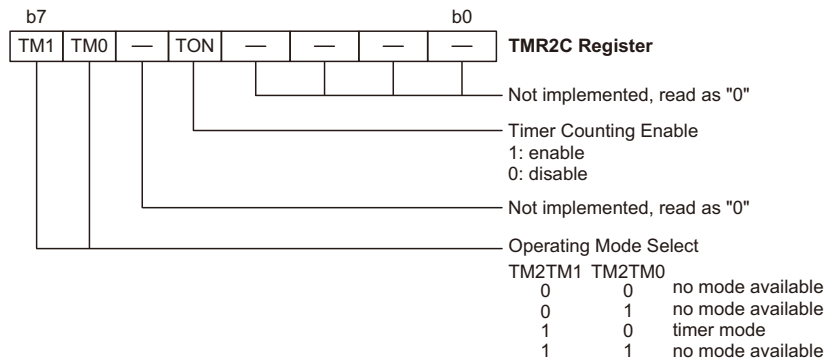 b7 b0
TM1 TM0 — TON — — — — TMR2C Register
Not implemented, read as "0"
Timer Counting Enable
1: enable
0: disable
Not implemented, read as "0"
Operating Mode Select
TM2TM1 TM2TM0
0 0 no mode available
0 1 no mode available
1 0 timer mode
1 1 no mode available